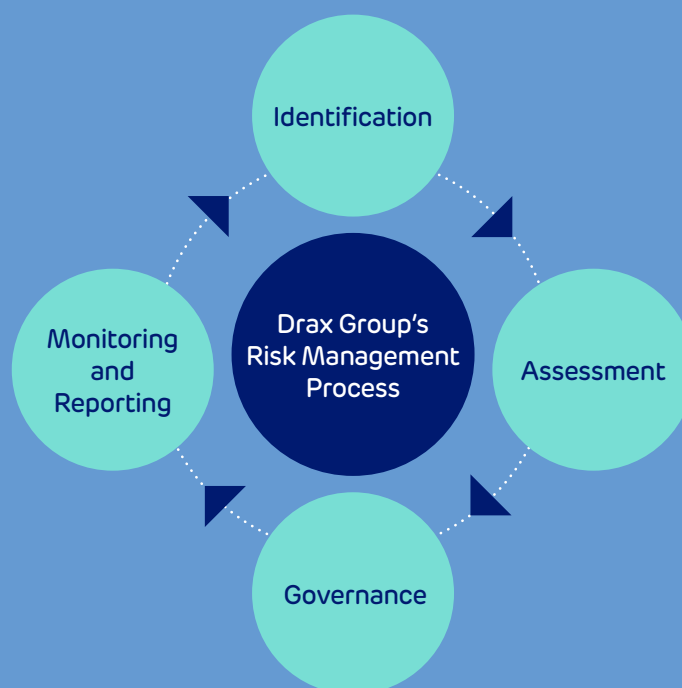 Identification
Drax Group's
Risk Management
Process
Monitoring
and
Reporting
Assessment
Governance